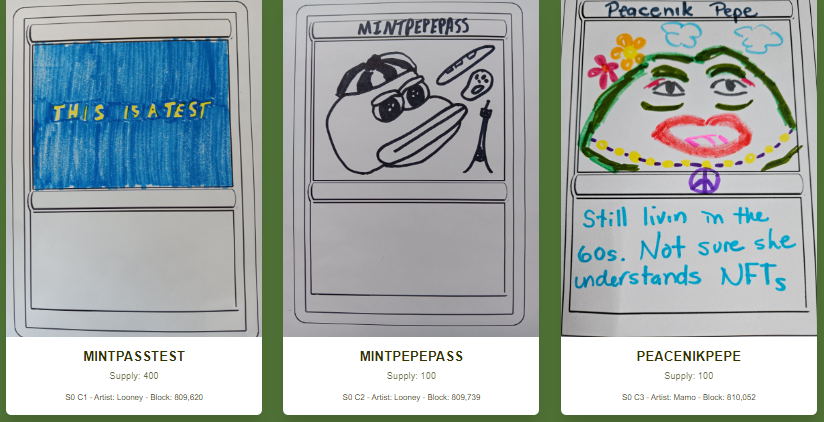 THIS IS A TEST
MINTPASSTEST
Supply: 400
S0 C1 - Artist: Looney - Block: 809,620
MINTPEPEPASS
MINTPEPEPASS
Supply: 100
S0 C2 - Artist: Looney - Block: 809,739
Peacenik Pepe
Still livin in the
60s. Not sure she
understands NFTs
PEACENIKPEPE
Supply: 100
S0 C3 - Artist: Mamo - Block: 810,052